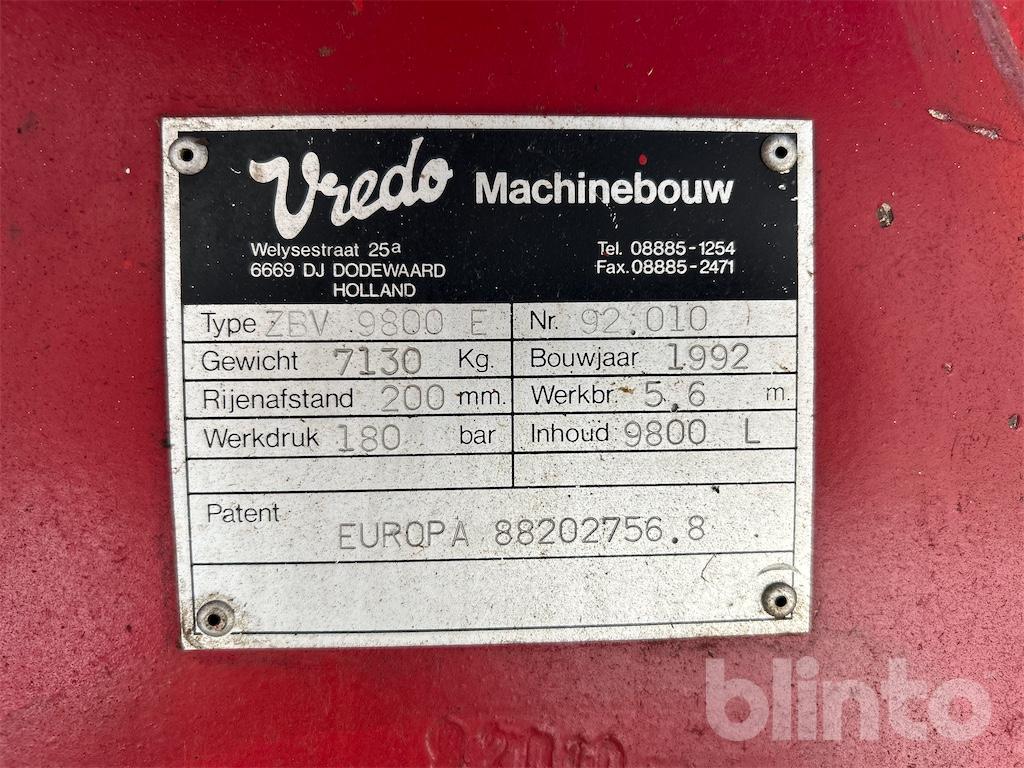 Vredo Machinebouw
Welysestraat 25a
6669 DJ DODEWAARD
HOLLAND
Tel. 08885-1254
Fax. 08885-2471
Type ZBV 9800 E Nr. 92.010
Gewicht 7130 Kg. Bouwjaar 1992
Rijenafstand 200 mm. Werkbr. 5.6 m.
Werkdruk 180 bar Inhoud 9800 L
Patent
EUROPA 88202756.8
blinto